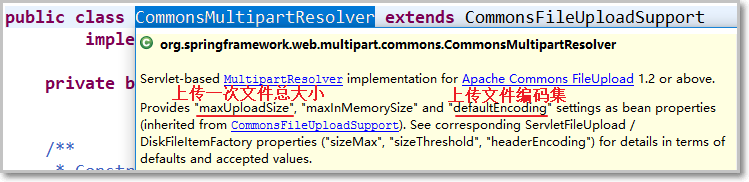 public class CommonsMultipartResolver extends CommonsFileUploadSupport
imple
org.springframework.web.multipart.commons.CommonsMultipartResolver
private b
Servlet-based MultipartResolver implementation for Apache Commons FileUpload 1.2 or above.
上传一次文件总大小 上传文件编码集
Provides "maxUploadSize", "maxInMemorySize" and "defaultEncoding" settings as bean properties
(inherited from CommonsFileUploadSupport). See corresponding ServletFileUpload /
/**
DiskFileItemFactory properties ("sizeMax", "sizeThreshold", "headerEncoding") for details in terms of
* Constr
defaults and accepted values.